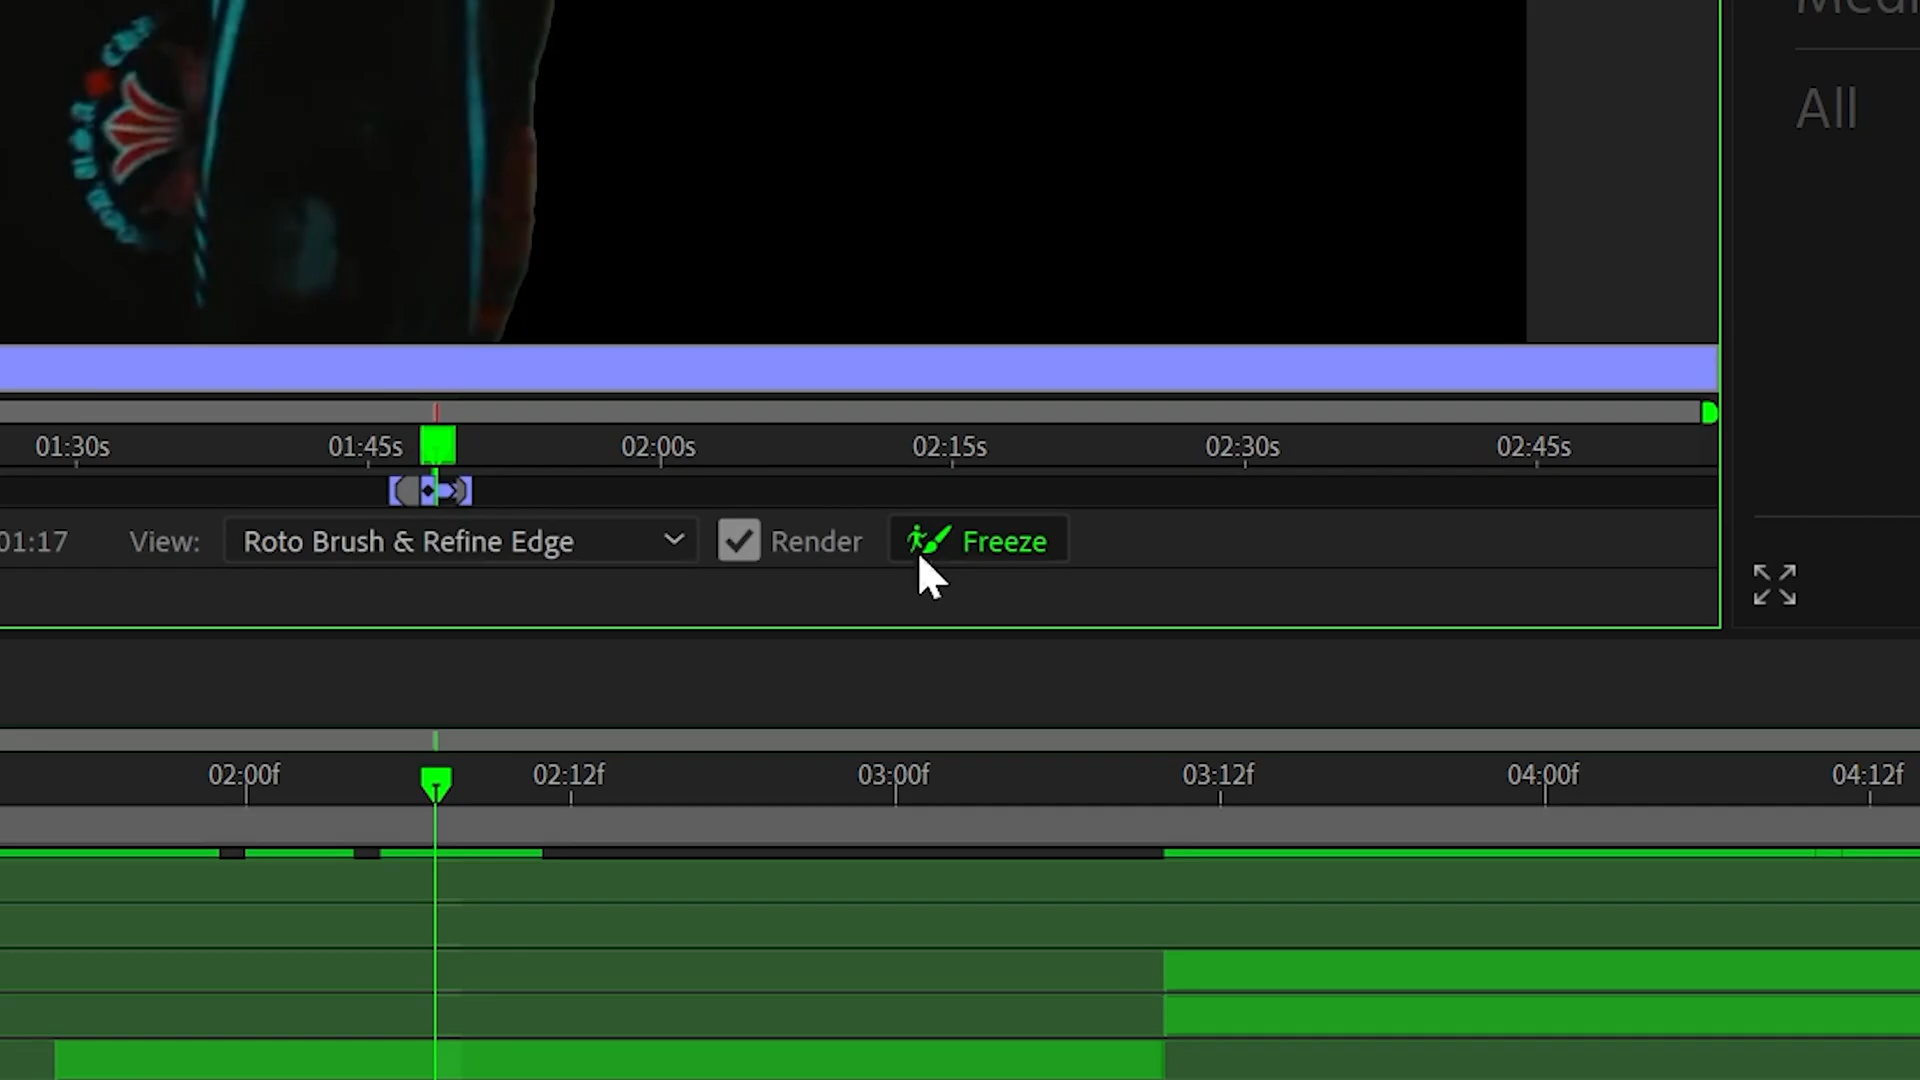 All
01:30s 01:45s 02:00s 02:15s 02:30s 02:45s
01:17 View: Roto Brush & Refine Edge Render Freeze
02:00f 02:12f 03:00f 03:12f 04:00f 04:12f